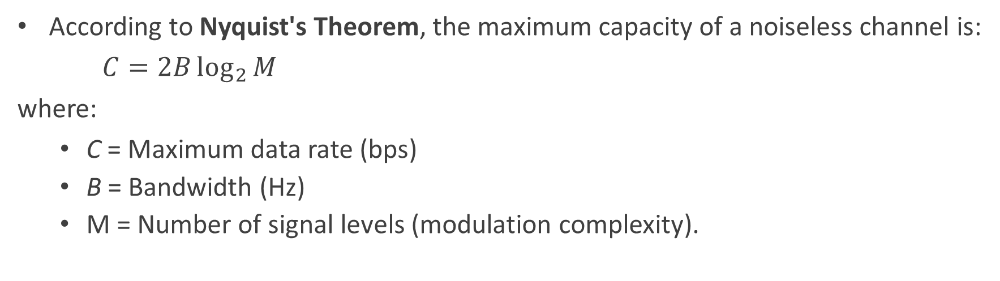 • According to Nyquist's Theorem, the maximum capacity of a noiseless channel is:
C = 2B log₂ M
where:
• C = Maximum data rate (bps)
• B = Bandwidth (Hz)
• M = Number of signal levels (modulation complexity).